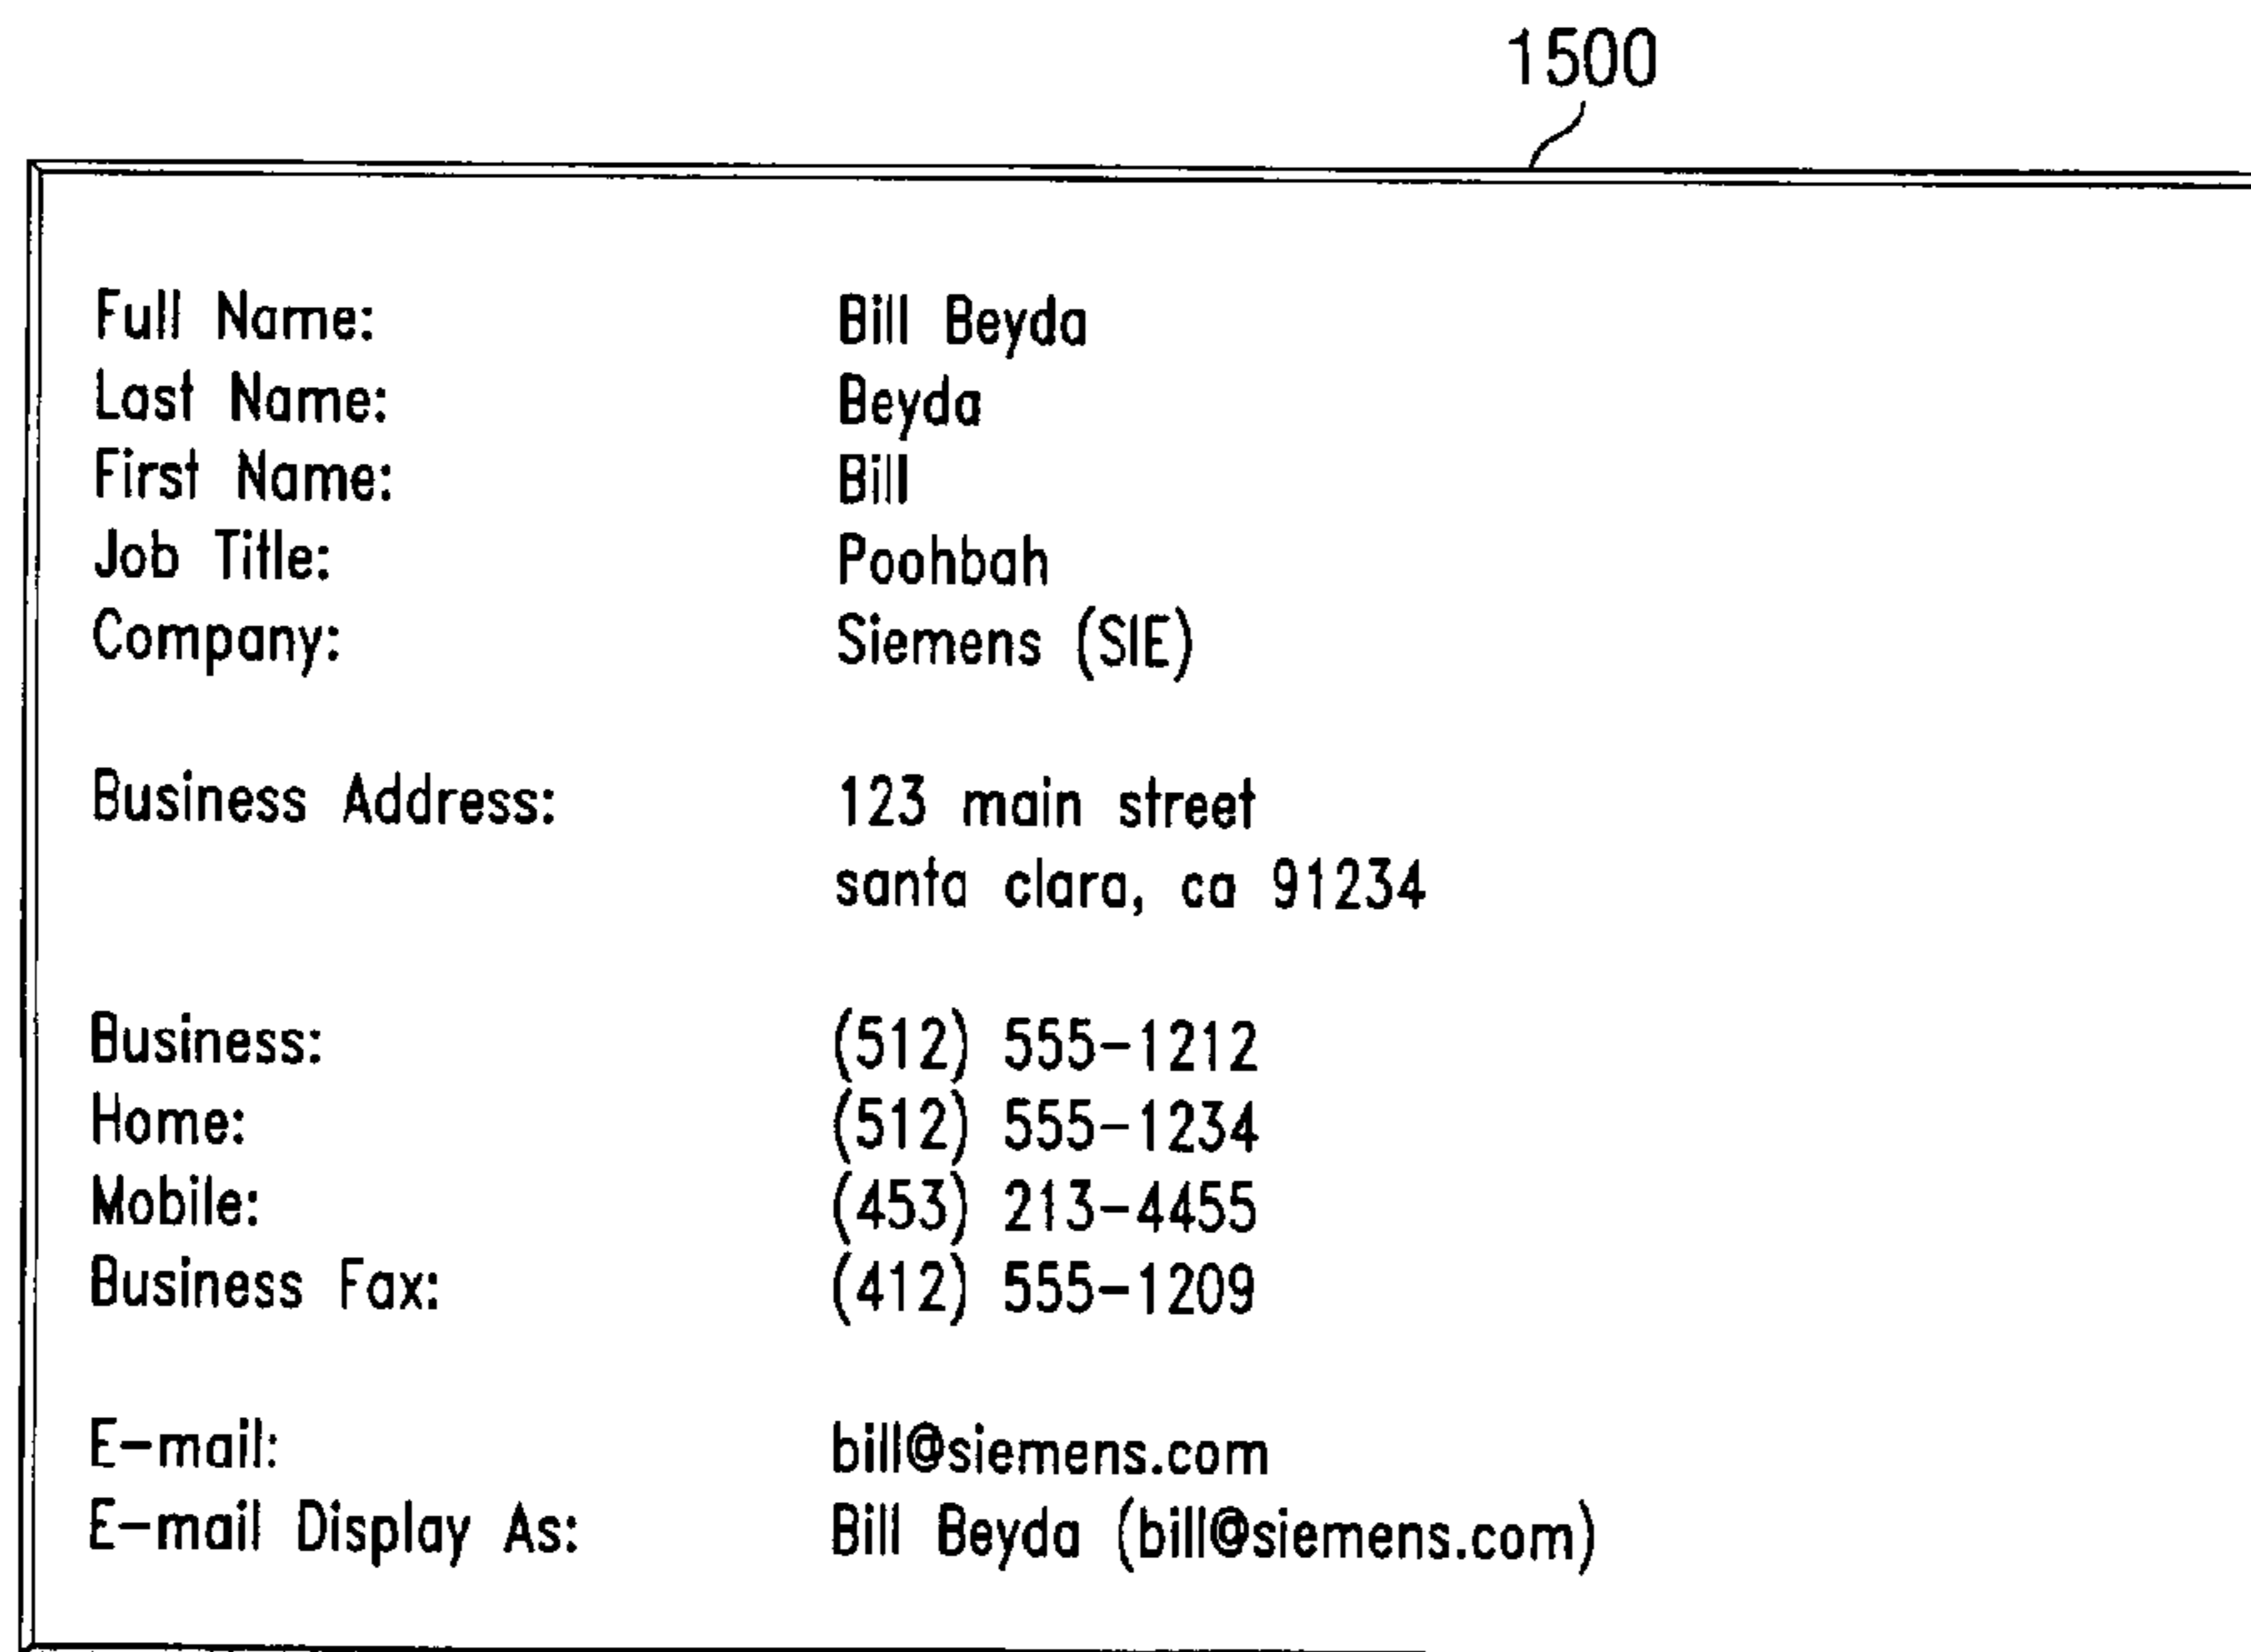 1500
Full Name: Bill Beyda
Last Name: Beyda
First Name: Bill
Job Title: Poohbah
Company: Siemens (SIE)
Business Address: 123 main street
santa clara, ca 91234
Business: (512) 555-1212
Home: (512) 555-1234
Mobile: (453) 213-4455
Business Fax: (412) 555-1209
E-mail: bill@siemens.com
E-mail Display As: Bill Beyda (bill@siemens.com)